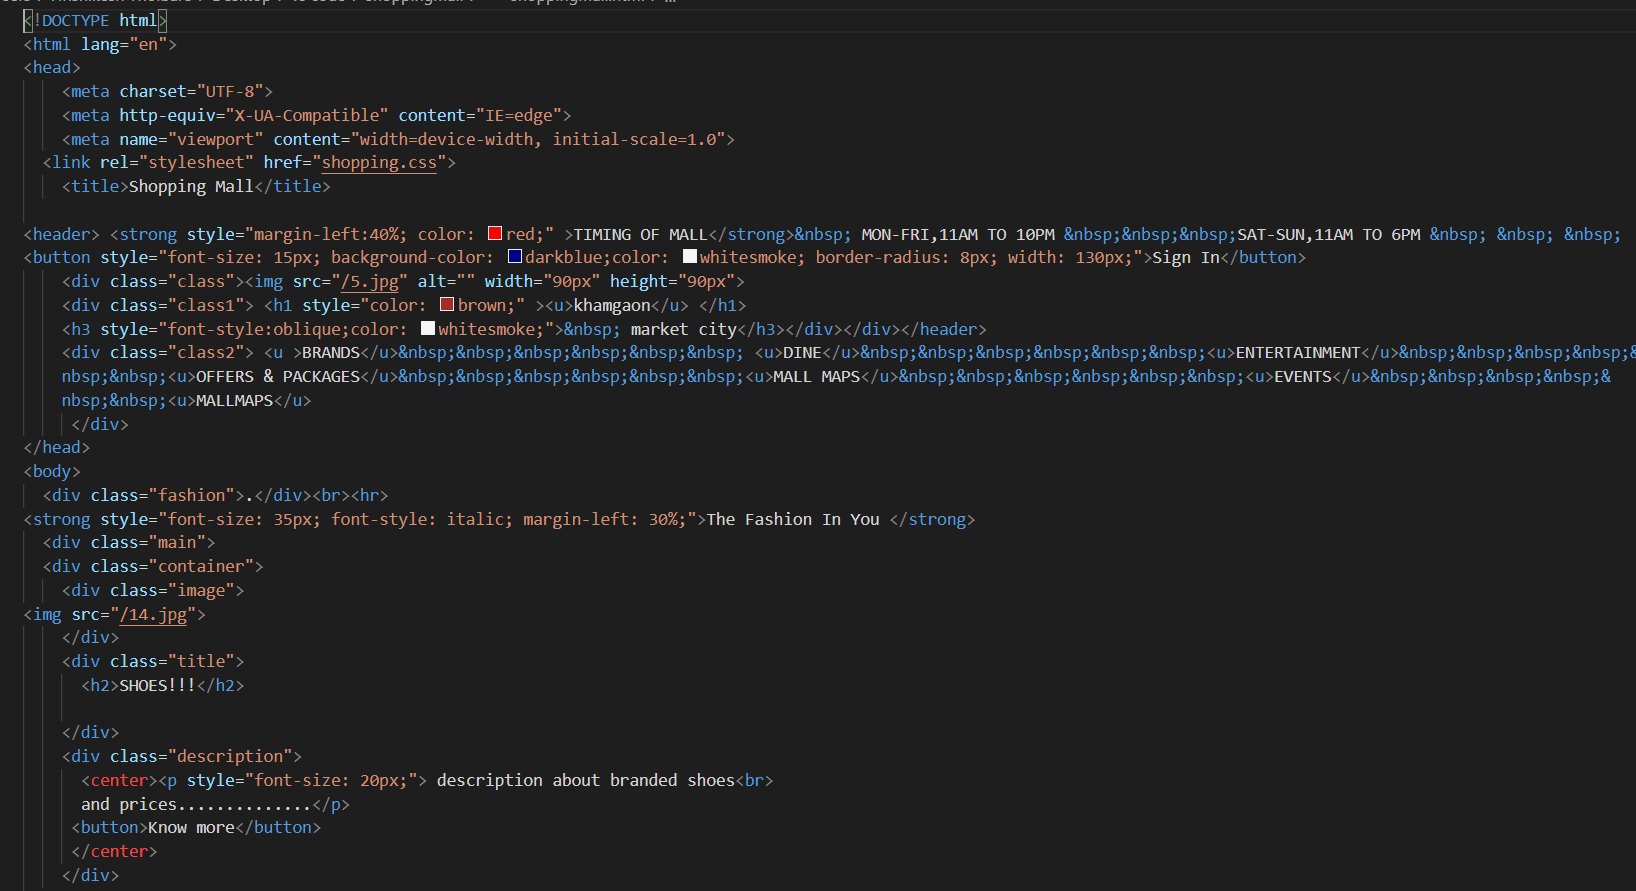 <!DOCTYPE html>
<html lang="en">
<head>
    <meta charset="UTF-8">
    <meta http-equiv="X-UA-Compatible" content="IE=edge">
    <meta name="viewport" content="width=device-width, initial-scale=1.0">
  <link rel="stylesheet" href="shopping.css">
    <title>Shopping Mall</title>
<header> <strong style="margin-left:40%; color: red;" >TIMING OF MALL</strong>&nbsp; MON-FRI,11AM TO 10PM &nbsp;&nbsp;&nbsp;SAT-SUN,11AM TO 6PM &nbsp; &nbsp; &nbsp;
<button style="font-size: 15px; background-color: darkblue;color: whitesmoke; border-radius: 8px; width: 130px;">Sign In</button>
    <div class="class"><img src="/5.jpg" alt="" width="90px" height="90px">
    <div class="class1"> <h1 style="color: brown;" ><u>khamgaon</u> </h1>
    <h3 style="font-style:oblique;color: whitesmoke;">&nbsp; market city</h3></div></div></header>
    <div class="class2"> <u >BRANDS</u>&nbsp;&nbsp;&nbsp;&nbsp;&nbsp;&nbsp; <u>DINE</u>&nbsp;&nbsp;&nbsp;&nbsp;&nbsp;&nbsp;<u>ENTERTAINMENT</u>&nbsp;&nbsp;&nbsp;&nbsp;&
    nbsp;&nbsp;<u>OFFERS & PACKAGES</u>&nbsp;&nbsp;&nbsp;&nbsp;&nbsp;&nbsp;<u>MALL MAPS</u>&nbsp;&nbsp;&nbsp;&nbsp;&nbsp;&nbsp;<u>EVENTS</u>&nbsp;&nbsp;&nbsp;&nbsp;&
    nbsp;&nbsp;<u>MALLMAPS</u>
     </div>
</head>
<body>
  <div class="fashion">.</div><br><hr>
<strong style="font-size: 35px; font-style: italic; margin-left: 30%;">The Fashion In You </strong>
  <div class="main">
  <div class="container">
    <div class="image">
<img src="/14.jpg">
    </div>
    <div class="title">
      <h2>SHOES!!!</h2>
    </div>
    <div class="description">
      <center><p style="font-size: 20px;"> description about branded shoes<br>
      and prices..............</p>
     <button>Know more</button>
     </center>
    </div>